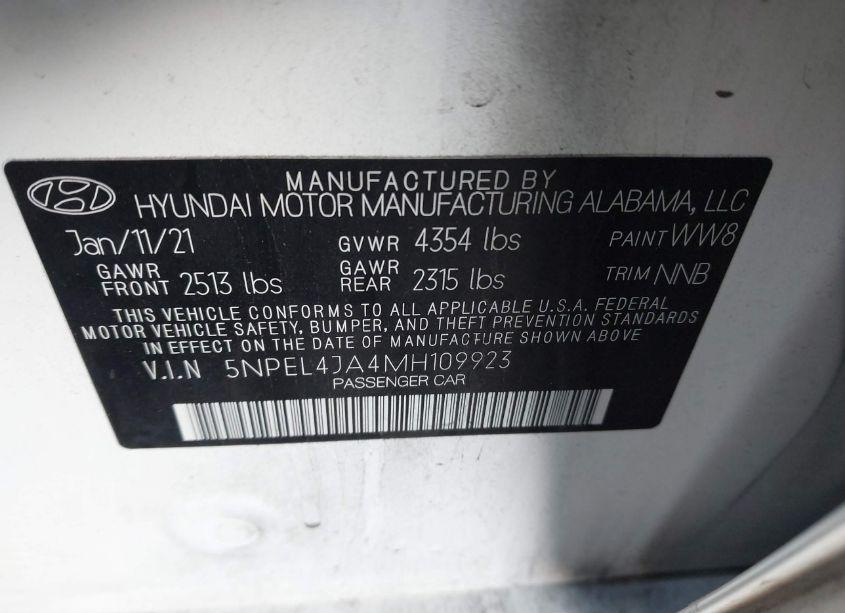 MANUFACTURED BY
HYUNDAI MOTOR MANUFACTURING ALABAMA, LLC
Jan/11/21 GVWR 4354 lbs PAINT WW8
GAWR FRONT 2513 lbs GAWR REAR 2315 lbs TRIM NNB
THIS VEHICLE CONFORMS TO ALL APPLICABLE U.S.A. FEDERAL
MOTOR VEHICLE SAFETY, BUMPER, AND THEFT PREVENTION STANDARDS
IN EFFECT ON THE DATE OF MANUFACTURE SHOWN ABOVE
V.I.N 5NPEL4JA4MH109923
PASSENGER CAR